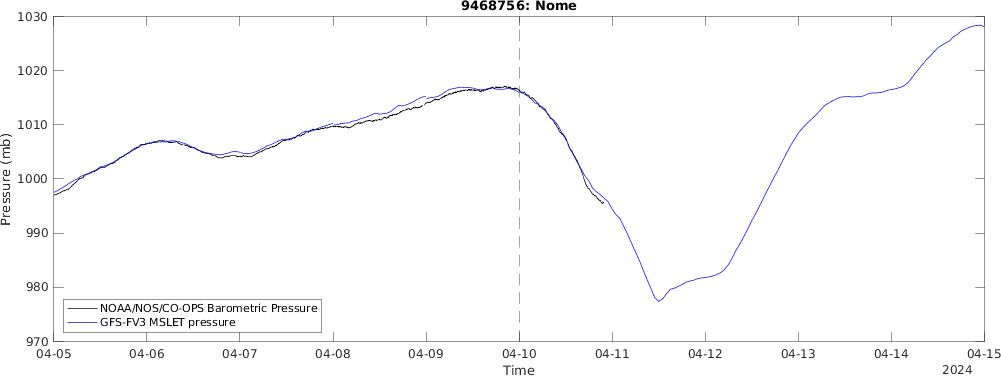 9468756: Nome
1030
1020
1010
1000
990
980
970
Pressure (mb)
NOAA/NOS/CO-OPS Barometric Pressure
GFS-FV3 MSLET pressure
04-05 04-06 04-07 04-08 04-09 04-10 04-11 04-12 04-13 04-14 04-15
Time
2024